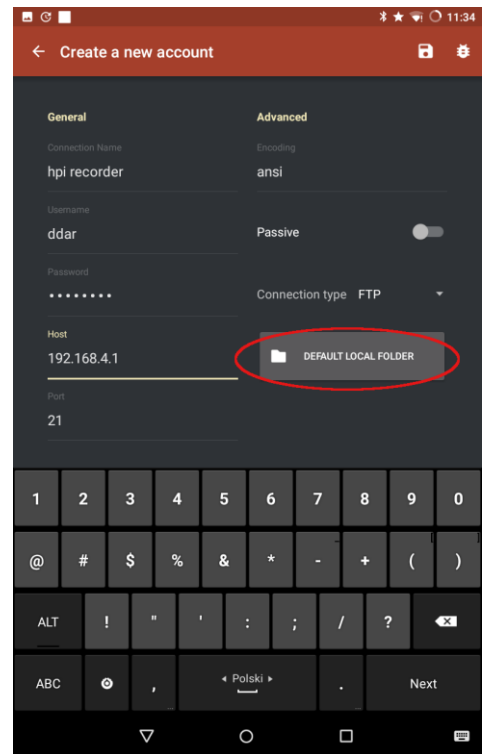 11:34
Create a new account
General
Advanced
Connection Name
hpi recorder
Encoding
ansi
Username
ddar
Passive
Password
••••••••
Connection type FTP
Host
192.168.4.1
DEFAULT LOCAL FOLDER
Port
21
1 2 3 4 5 6 7 8 9 0
@ # $ % & * - + ( )
ALT ! " ' : ; / ?
ABC , Polski . Next